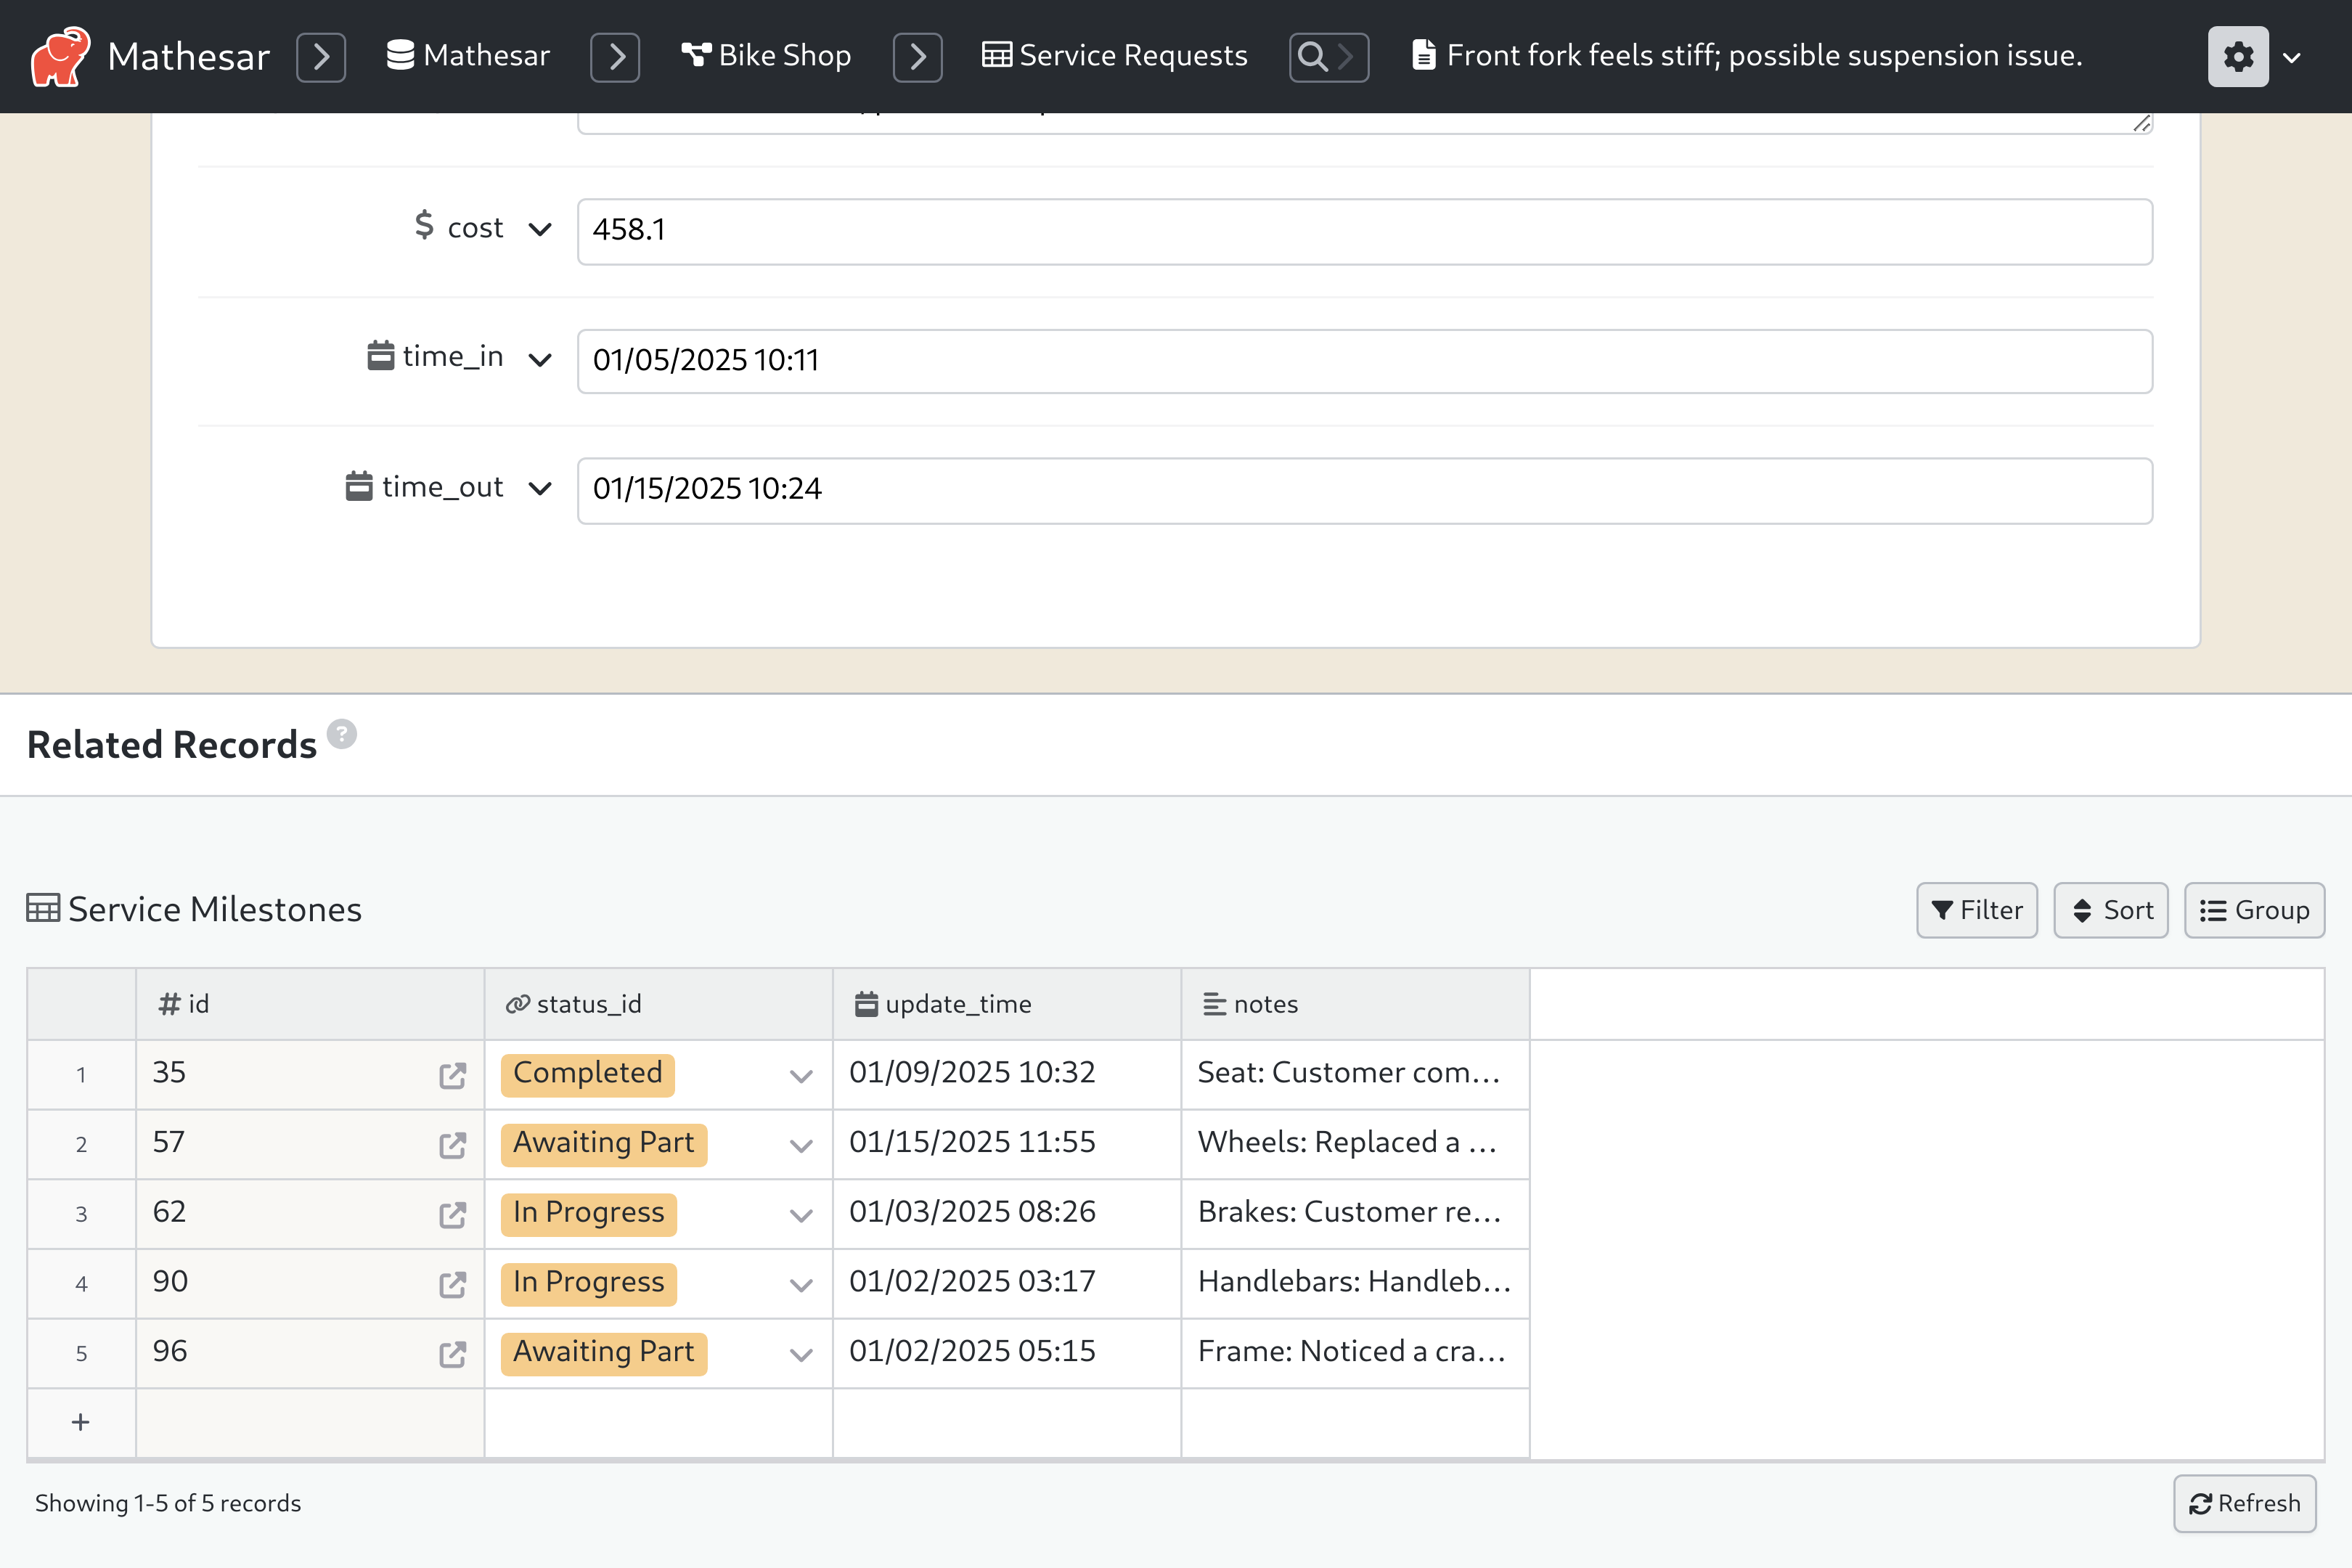 Mathesar Mathesar Bike Shop Service Requests Front fork feels stiff; possible suspension issue.
$ cost 458.1
time_in 01/05/2025 10:11
time_out 01/15/2025 10:24
Related Records ?
Service Milestones Filter Sort Group
# id status_id update_time notes
1 35 Completed 01/09/2025 10:32 Seat: Customer com...
2 57 Awaiting Part 01/15/2025 11:55 Wheels: Replaced a ...
3 62 In Progress 01/03/2025 08:26 Brakes: Customer re...
4 90 In Progress 01/02/2025 03:17 Handlebars: Handleb...
5 96 Awaiting Part 01/02/2025 05:15 Frame: Noticed a cra...
+
Showing 1-5 of 5 records Refresh